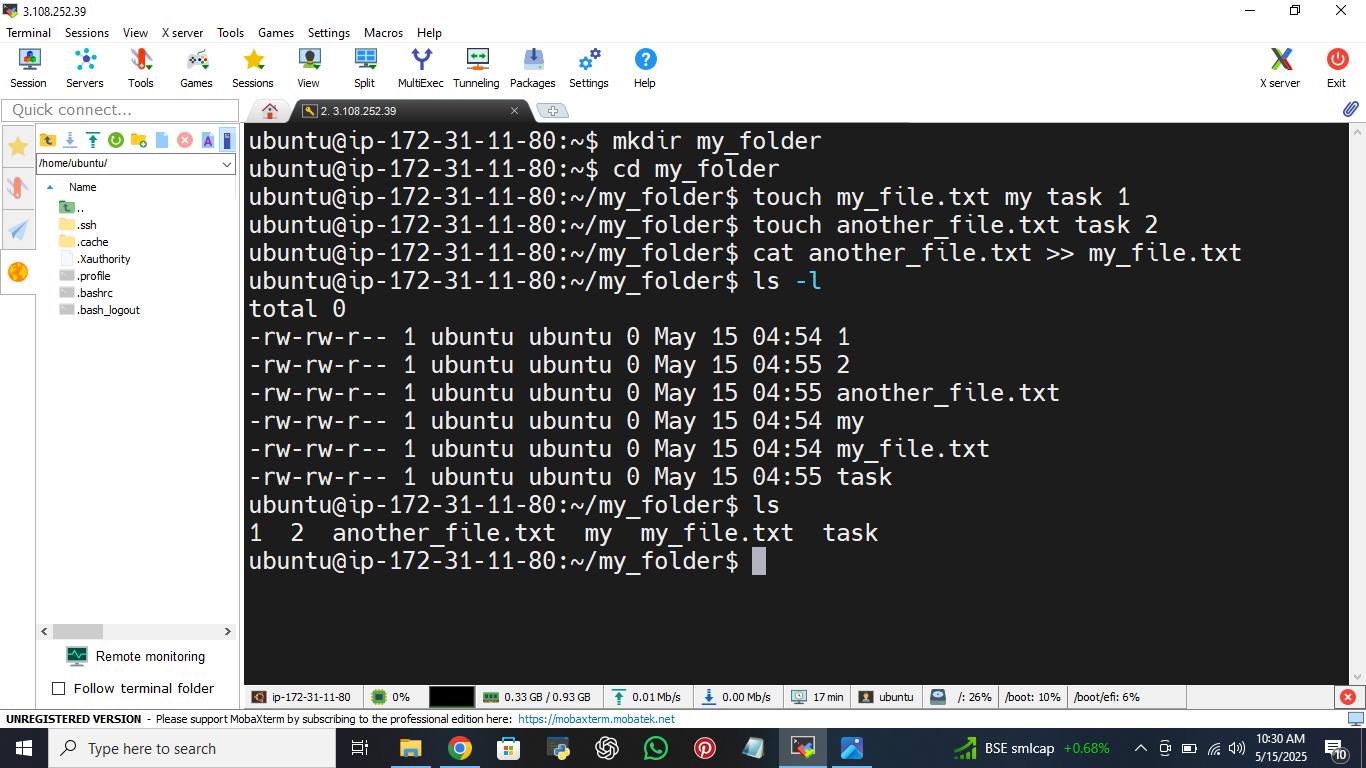 3.108.252.39
Terminal Sessions View X server Tools Games Settings Macros Help
Session Servers Tools Games Sessions View Split MultiExec Tunneling Packages Settings Help X server Exit
Quick connect...
2. 3.108.252.39
/home/ubuntu/
Name
..
.ssh
.cache
.Xauthority
.profile
.bashrc
.bash_logout
Remote monitoring
Follow terminal folder
ubuntu@ip-172-31-11-80:~$ mkdir my_folder
ubuntu@ip-172-31-11-80:~$ cd my_folder
ubuntu@ip-172-31-11-80:~/my_folder$ touch my_file.txt my task 1
ubuntu@ip-172-31-11-80:~/my_folder$ touch another_file.txt task 2
ubuntu@ip-172-31-11-80:~/my_folder$ cat another_file.txt >> my_file.txt
ubuntu@ip-172-31-11-80:~/my_folder$ ls -l
total 0
-rw-rw-r-- 1 ubuntu ubuntu 0 May 15 04:54 1
-rw-rw-r-- 1 ubuntu ubuntu 0 May 15 04:55 2
-rw-rw-r-- 1 ubuntu ubuntu 0 May 15 04:55 another_file.txt
-rw-rw-r-- 1 ubuntu ubuntu 0 May 15 04:54 my
-rw-rw-r-- 1 ubuntu ubuntu 0 May 15 04:54 my_file.txt
-rw-rw-r-- 1 ubuntu ubuntu 0 May 15 04:55 task
ubuntu@ip-172-31-11-80:~/my_folder$ ls
1 2 another_file.txt my my_file.txt task
ubuntu@ip-172-31-11-80:~/my_folder$
ip-172-31-11-80 0% 0.33 GB / 0.93 GB 0.01 Mb/s 0.00 Mb/s 17 min ubuntu /: 26% /boot: 10% /boot/efi: 6%
UNREGISTERED VERSION - Please support MobaXterm by subscribing to the professional edition here: https://mobaxterm.mobatek.net
Type here to search
BSE smlcap +0.68%
10:30 AM
5/15/2025
10